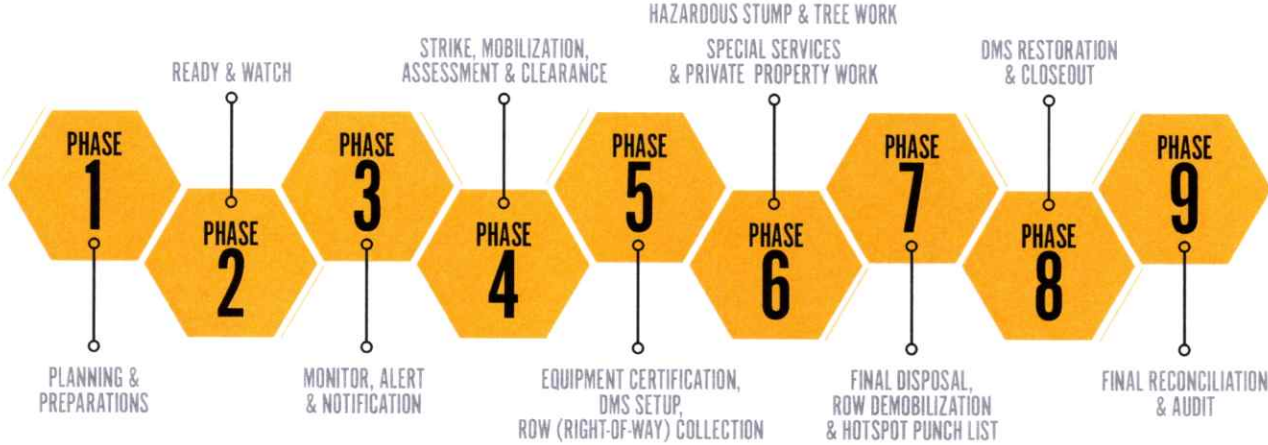 PHASE
1
PLANNING &
PREPARATIONS
READY & WATCH
PHASE
2
PHASE
3
MONITOR, ALERT
& NOTIFICATION
STRIKE, MOBILIZATION,
ASSESSMENT & CLEARANCE
PHASE
4
PHASE
5
EQUIPMENT CERTIFICATION,
DMS SETUP,
ROW (RIGHT-OF-WAY) COLLECTION
HAZARDOUS STUMP & TREE WORK
SPECIAL SERVICES
& PRIVATE PROPERTY WORK
PHASE
6
PHASE
7
FINAL DISPOSAL,
ROW DEMOBILIZATION
& HOTSPOT PUNCH LIST
DMS RESTORATION
& CLOSEOUT
PHASE
8
PHASE
9
FINAL RECONCILIATION
& AUDIT